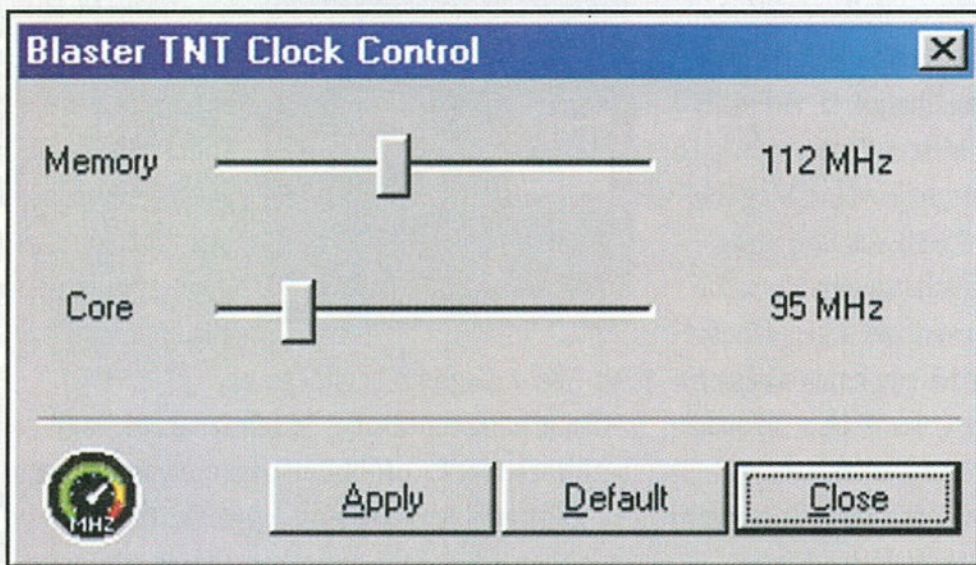 Blaster TNT Clock Control
Memory 112 MHz
Core 95 MHz
MHZ
Apply Default Close